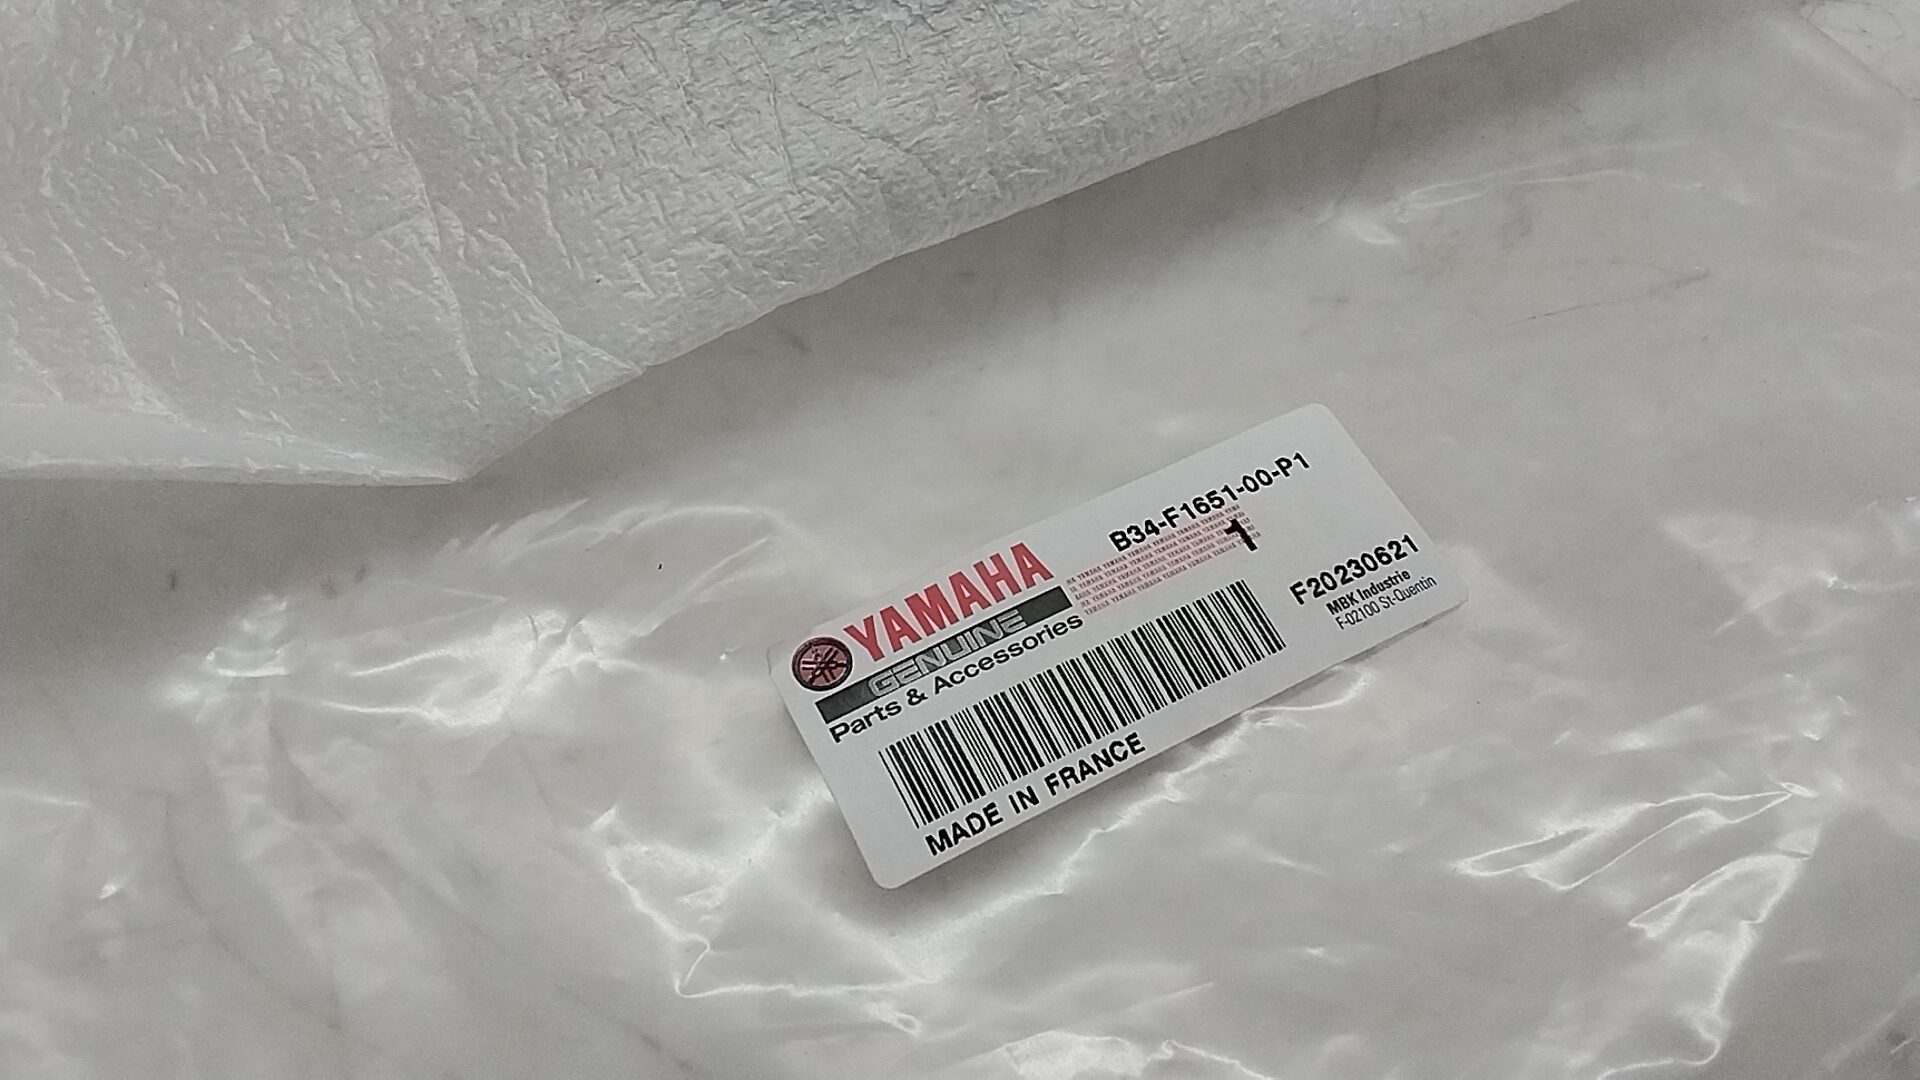 YAMAHA
GENUINE
Parts & Accessories
B34-F1651-00-P1
1
F20230621
MBK Industrie
F-02100 St-Quentin
MADE IN FRANCE